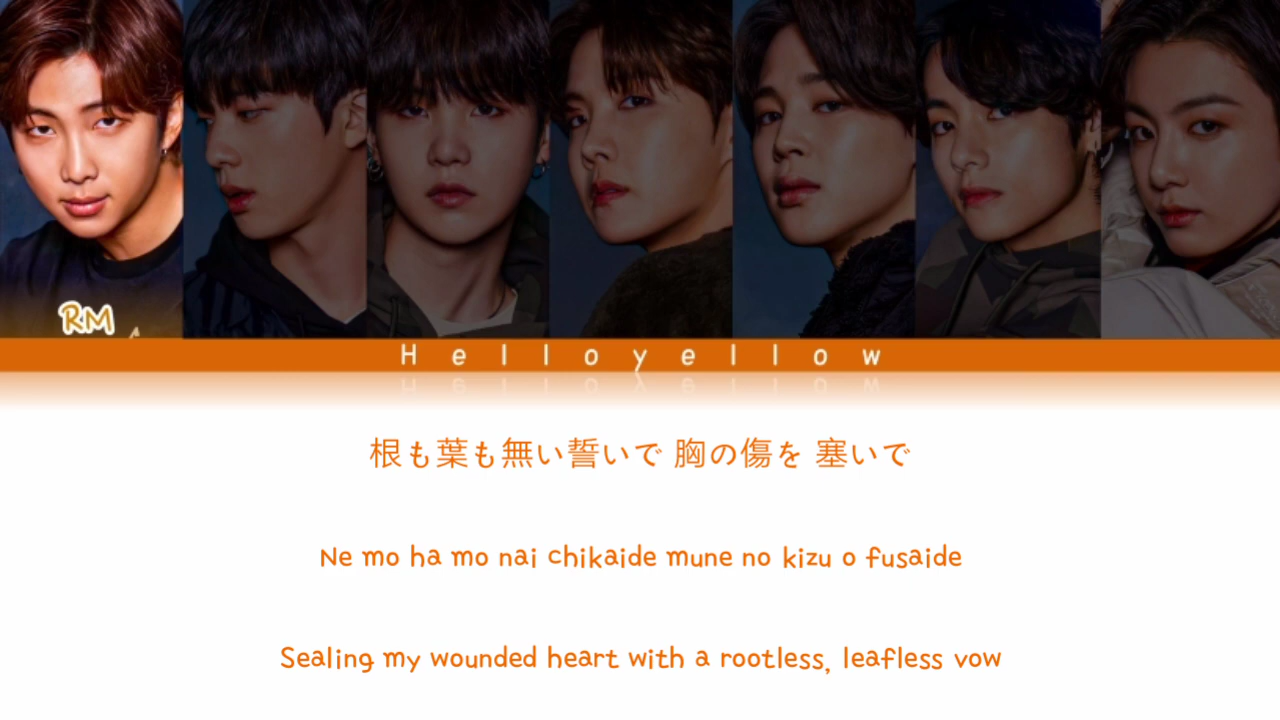 RM
Helloyellow
根も葉も無い誓いで 胸の傷を 塞いで
Ne mo ha mo nai chikaide mune no kizu o fusaide
Sealing my wounded heart with a rootless, leafless vow